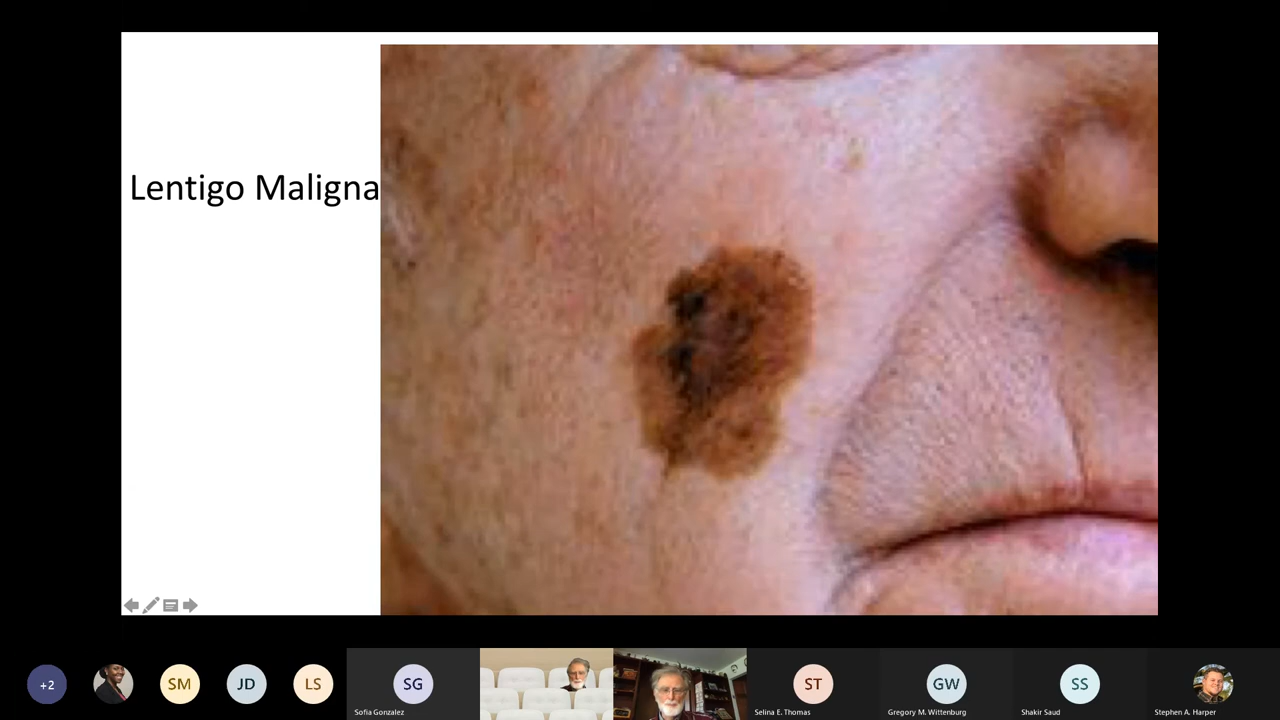 Lentigo Maligna
+2
SM
JD
LS
SG
Sofia Gonzalez
ST
Selina E. Thomas
GW
Gregory M. Wittenburg
SS
Shakir Saud
Stephen A. Harper